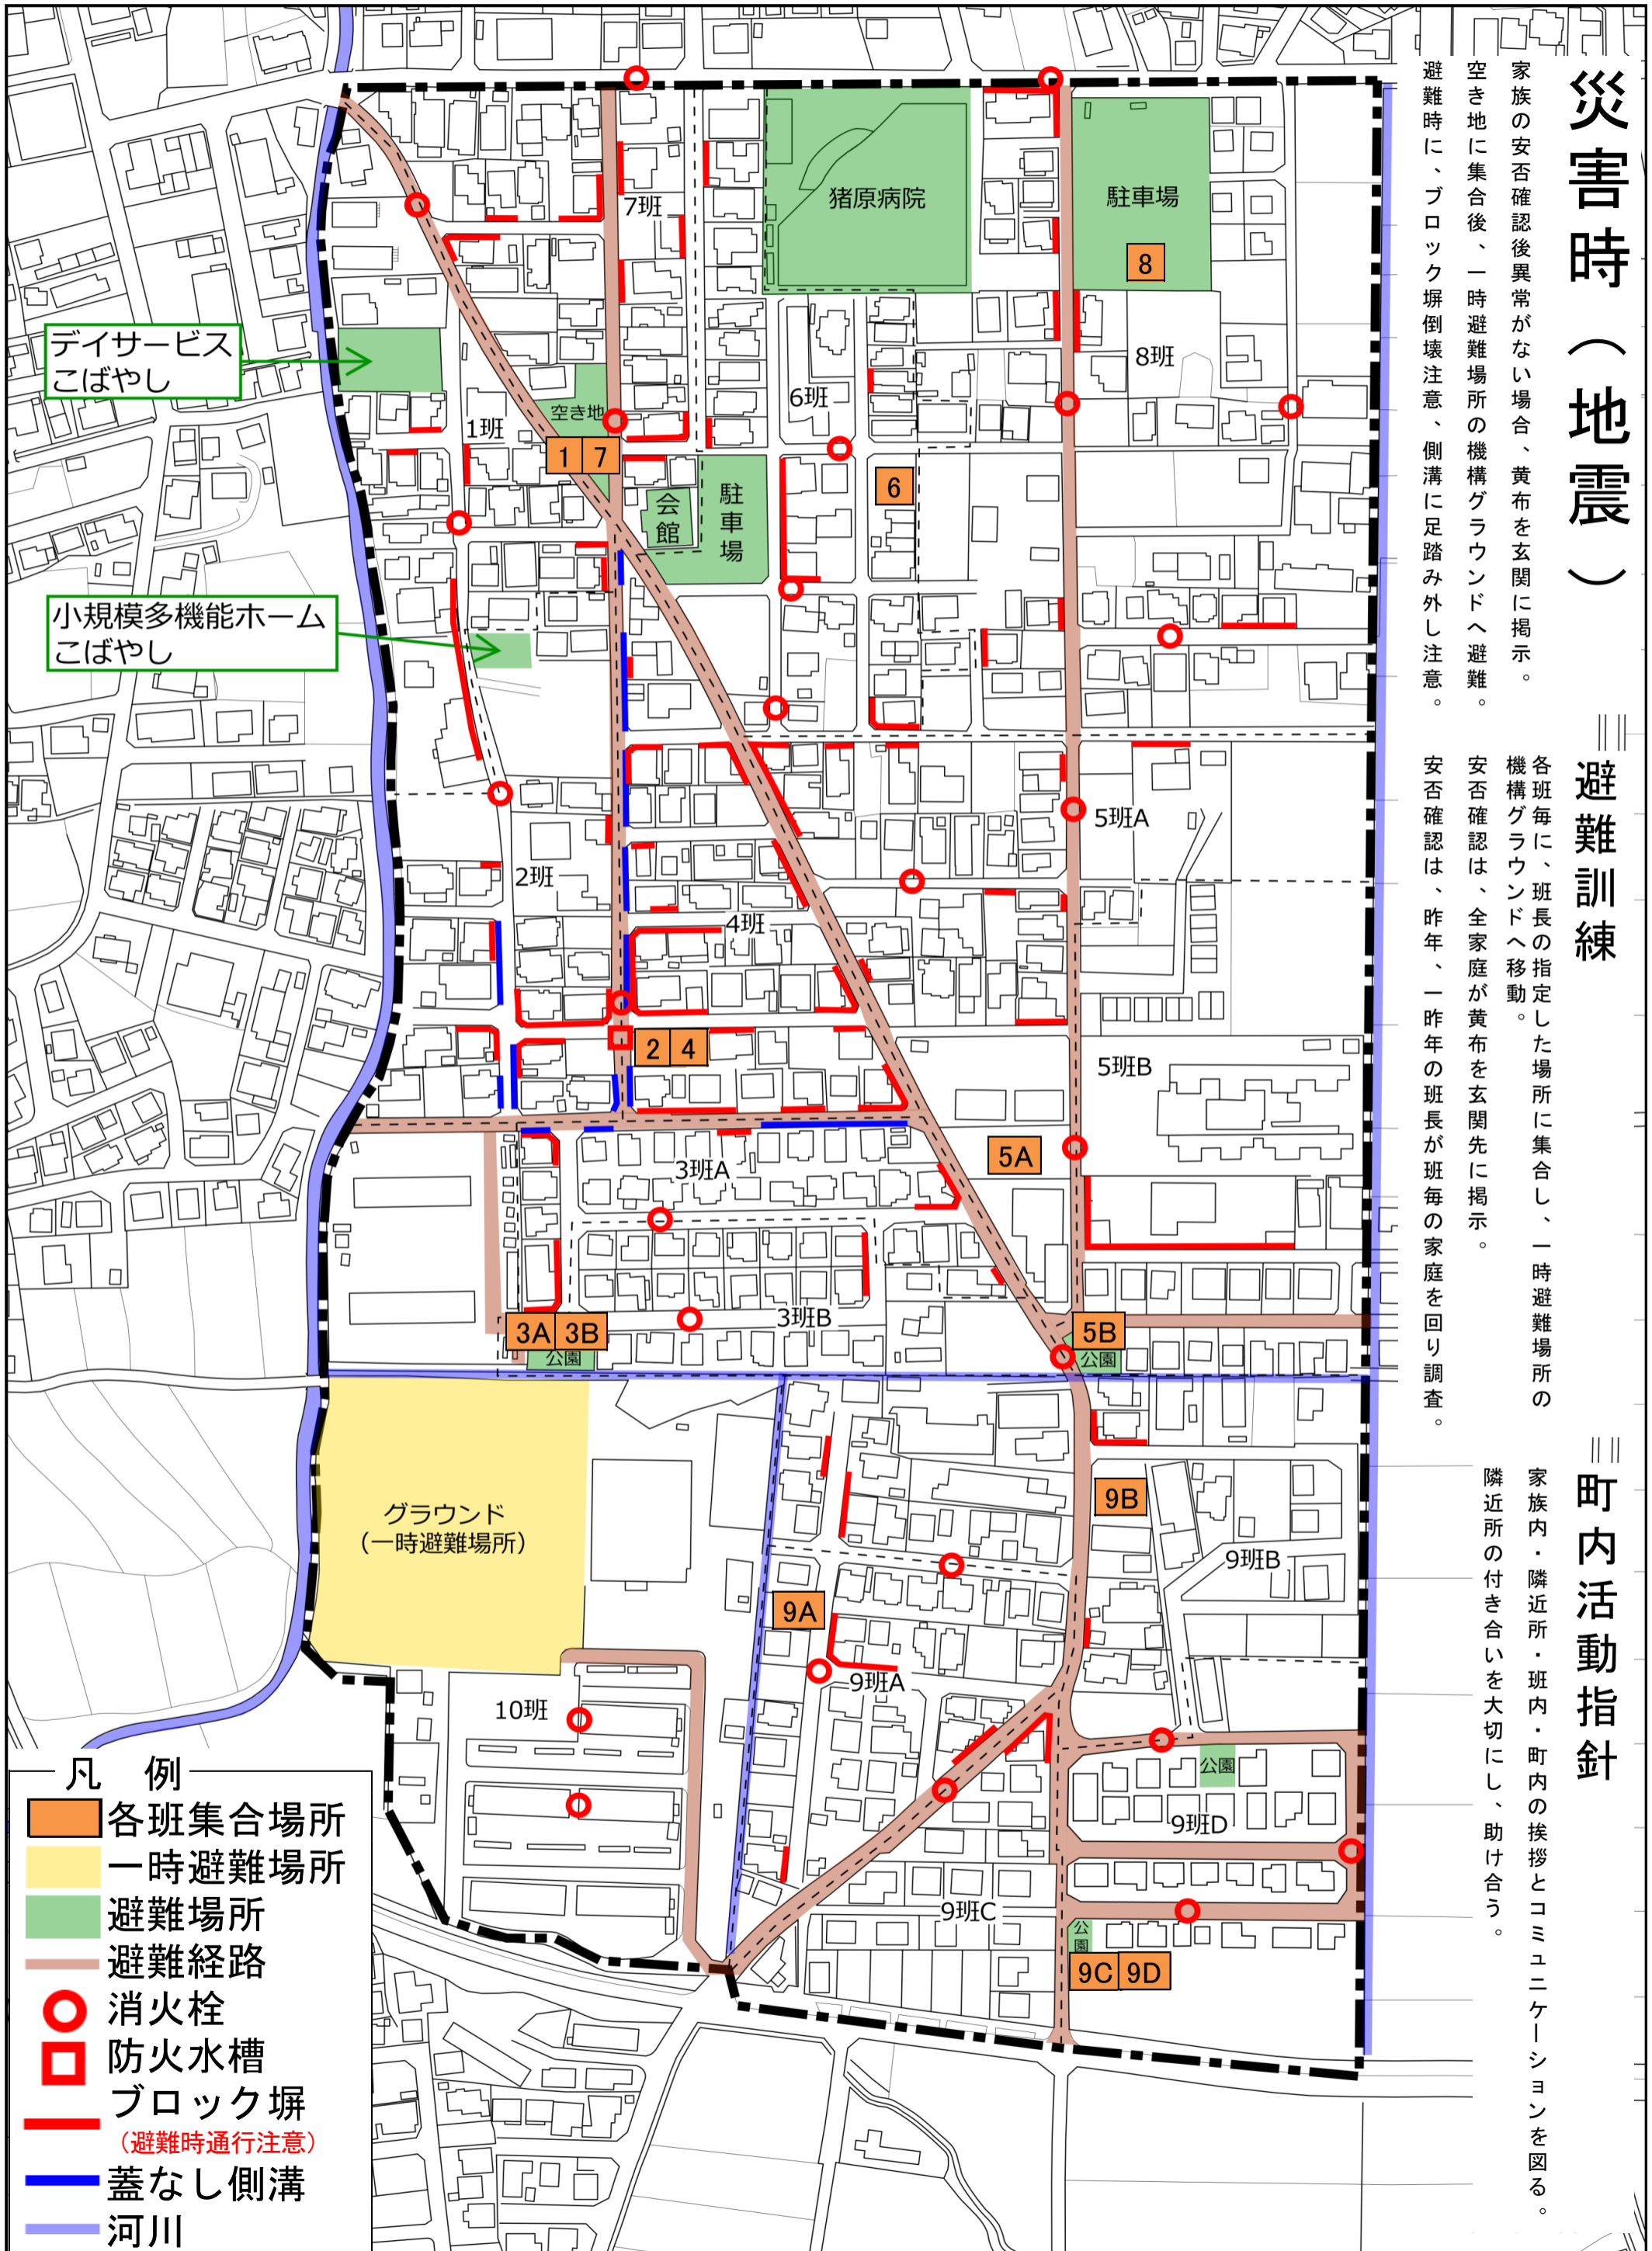 災害時（地震）
家族の安否確認後異常がない場合、黄布を玄関に掲示。
空き地に集合後、一時避難場所の機構グラウンドへ避難。
避難時に、ブロック塀倒壊注意、側溝に足踏み外し注意。
避難訓練
各班毎に、班長の指定した場所に集合し、一時避難場所の
機構グラウンドへ移動。
安否確認は、全家庭が黄布を玄関先に掲示。
安否確認は、昨年、一昨年の班長が班毎の家庭を回り調査。
町内活動指針
家族内・隣近所・班内・町内の挨拶とコミュニケーションを図る。
隣近所の付き合いを大切にし、助け合う。
猪原病院
駐車場
8
7班
デイサービス
こばやし
8班
6班
空き地
1班
1 7
6
会館
駐車場
小規模多機能ホーム
こばやし
5班A
2班
4班
2 4
5班B
5A
3班A
3班B
3A 3B
公園
5B
公園
グラウンド
（一時避難場所）
9B
9班B
9A
9班A
10班
公園
9班D
9班C
公園
9C 9D
凡 例
各班集合場所
一時避難場所
避難場所
避難経路
消火栓
防火水槽
ブロック塀
（避難時通行注意）
蓋なし側溝
河川